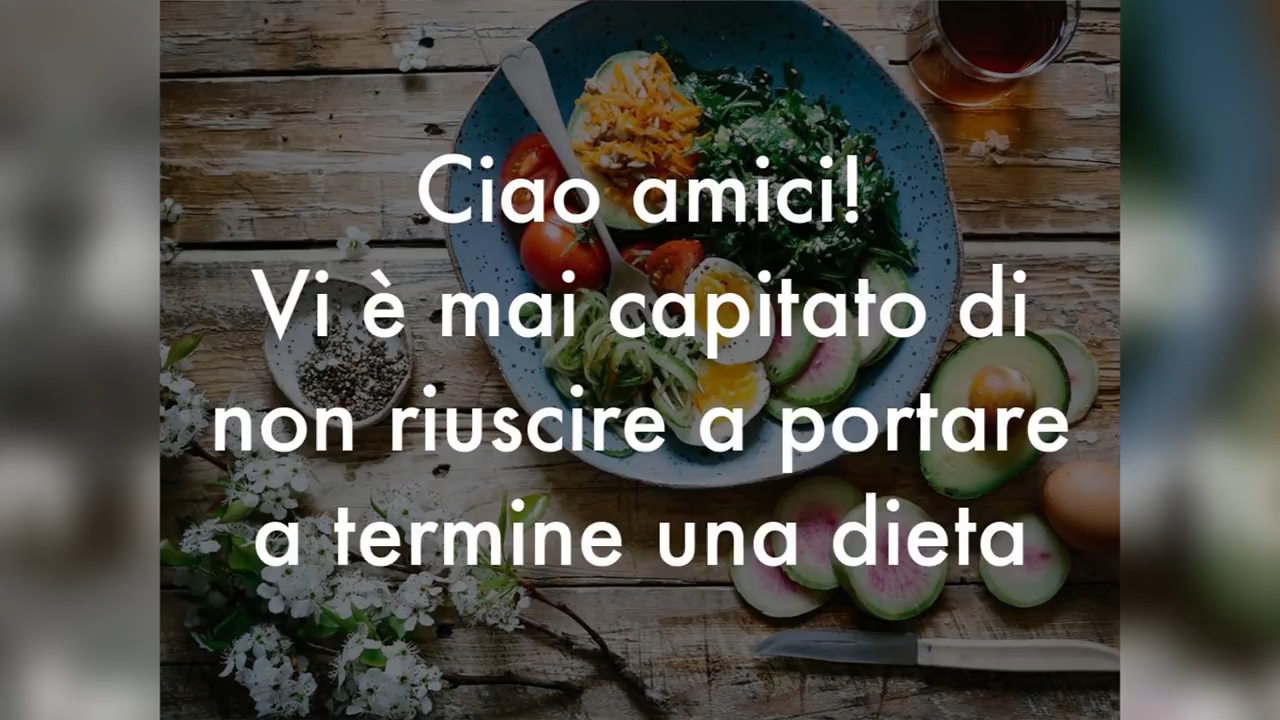 Ciao amici!
Vi è mai capitato di
non riuscire a portare
a termine una dieta